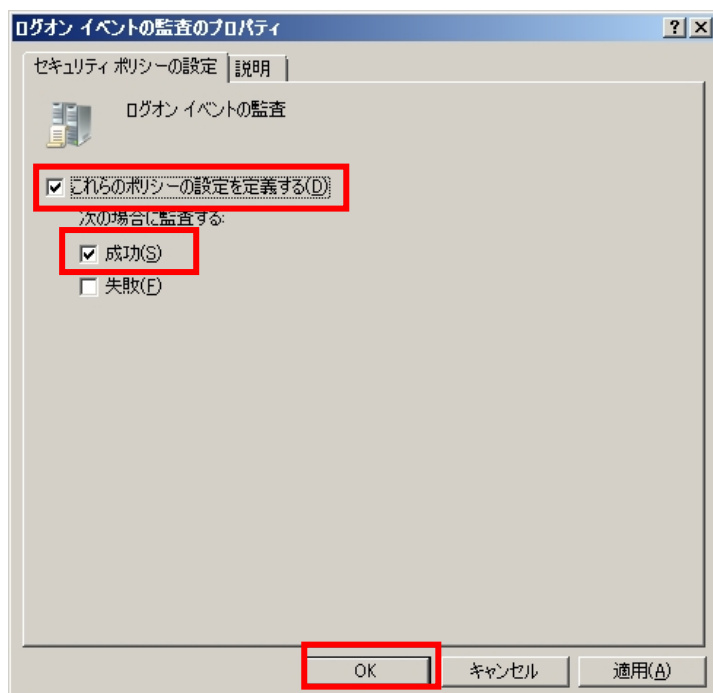 ログオン イベントの監査のプロパティ
セキュリティ ポリシーの設定 説明
ログオン イベントの監査
これらのポリシーの設定を定義する(D)
次の場合に監査する:
成功(S)
失敗(F)
OK キャンセル 適用(A)